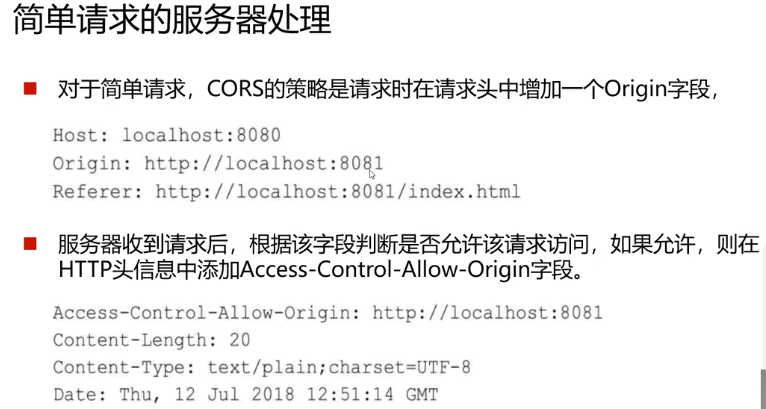 简单请求的服务器处理
对于简单请求，CORS的策略是请求时在请求头中增加一个Origin字段，
Host: localhost:8080
Origin: http://localhost:8081
Referer: http://localhost:8081/index.html
服务器收到请求后，根据该字段判断是否允许该请求访问，如果允许，则在
HTTP头信息中添加Access-Control-Allow-Origin字段。
Access-Control-Allow-Origin: http://localhost:8081
Content-Length: 20
Content-Type: text/plain;charset=UTF-8
Date: Thu, 12 Jul 2018 12:51:14 GMT